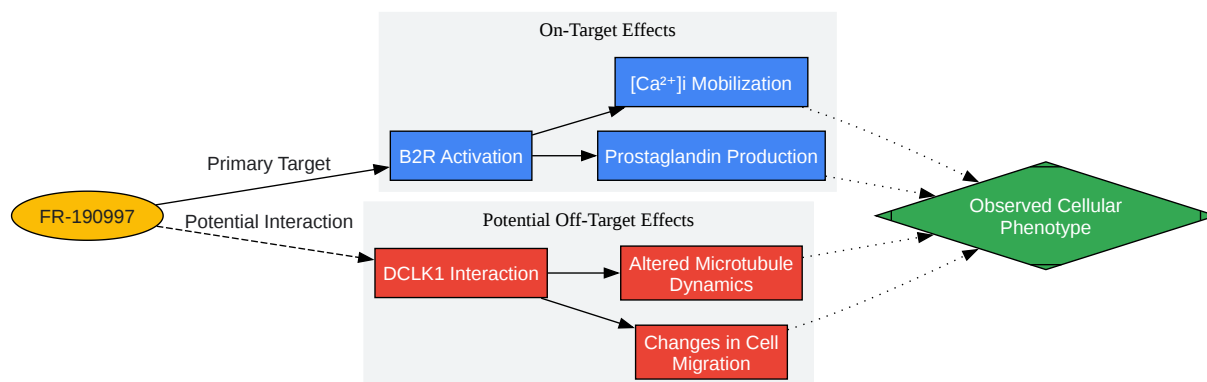 On-Target Effects
[Ca²⁺]i Mobilization
B2R Activation
Prostaglandin Production
Primary Target
FR-190997
Potential Interaction
Observed Cellular
Phenotype
Potential Off-Target Effects
DCLK1 Interaction
Altered Microtubule
Dynamics
Changes in Cell
Migration